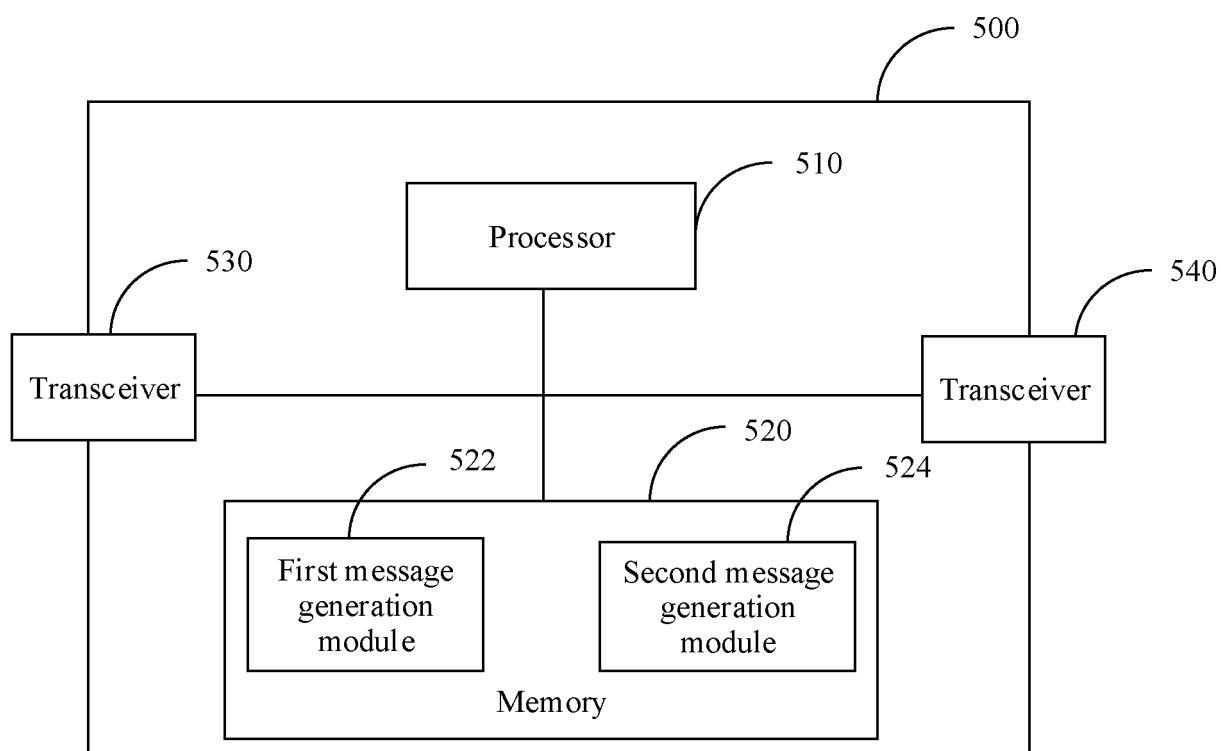 500
510
Processor
530
540
Transceiver
Transceiver
520
522
524
First message
generation
module
Second message
generation
module
Memory